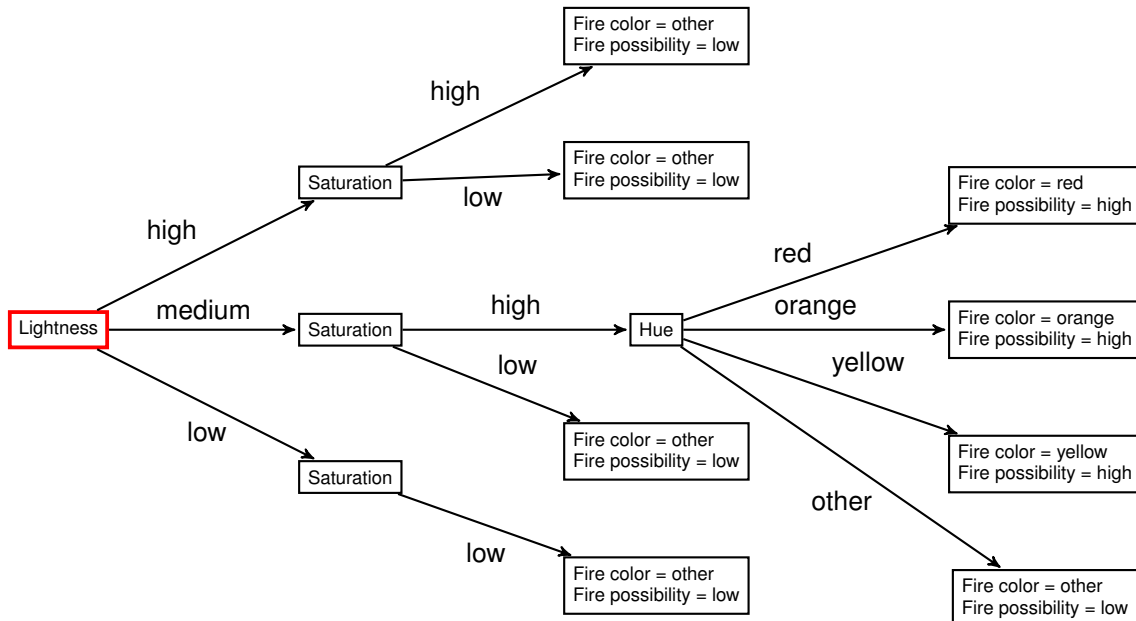 Fire color = other
Fire possibility = low
high
Fire color = other
Fire possibility = low
Saturation
low
Fire color = red
Fire possibility = high
high
red
medium
high
orange
Lightness
Saturation
Hue
Fire color = orange
Fire possibility = high
low
yellow
low
Fire color = other
Fire possibility = low
Fire color = yellow
Fire possibility = high
Saturation
other
low
Fire color = other
Fire possibility = low
Fire color = other
Fire possibility = low